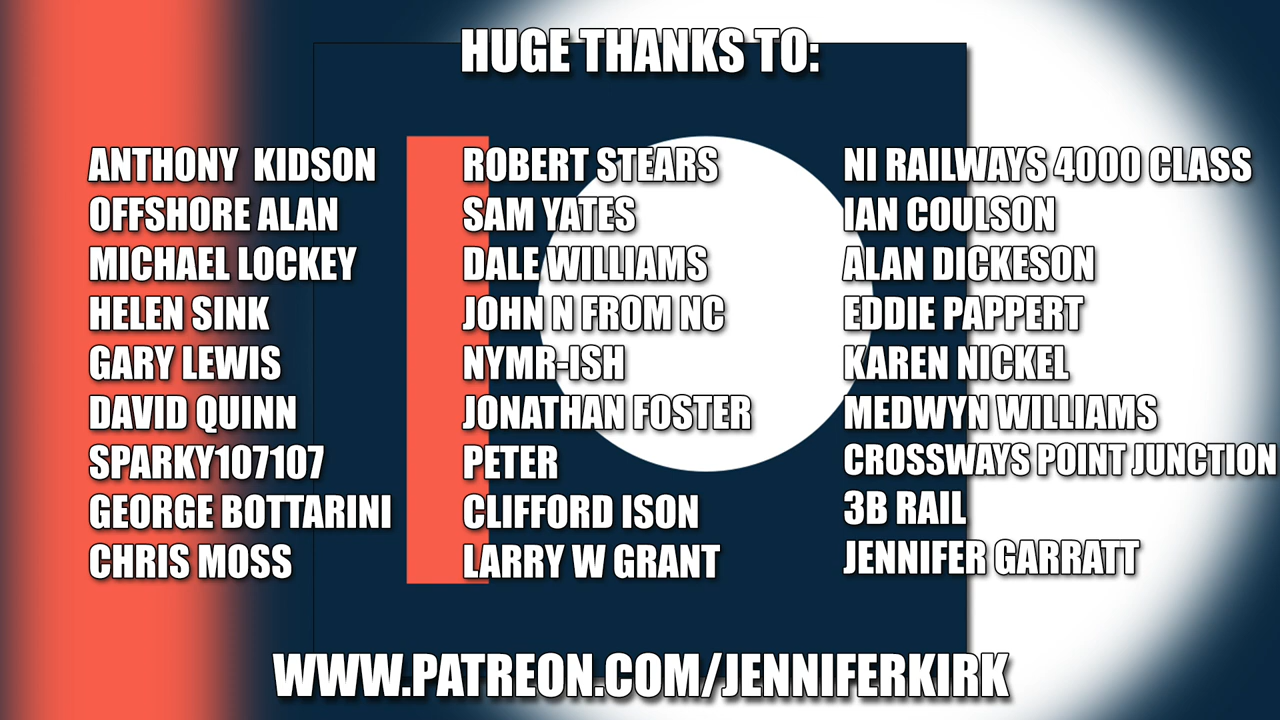 HUGE THANKS TO:
ANTHONY KIDSON
OFFSHORE ALAN
MICHAEL LOCKEY
HELEN SINK
GARY LEWIS
DAVID QUINN
SPARKY107107
GEORGE BOTTARINI
CHRIS MOSS
ROBERT STEARS
SAM YATES
DALE WILLIAMS
JOHN N FROM NC
NYMR-ISH
JONATHAN FOSTER
PETER
CLIFFORD ISON
LARRY W GRANT
NI RAILWAYS 4000 CLASS
IAN COULSON
ALAN DICKESON
EDDIE PAPPERT
KAREN NICKEL
MEDWYN WILLIAMS
CROSSWAYS POINT JUNCTION
3B RAIL
JENNIFER GARRATT
WWW.PATREON.COM/JENNIFERKIRK